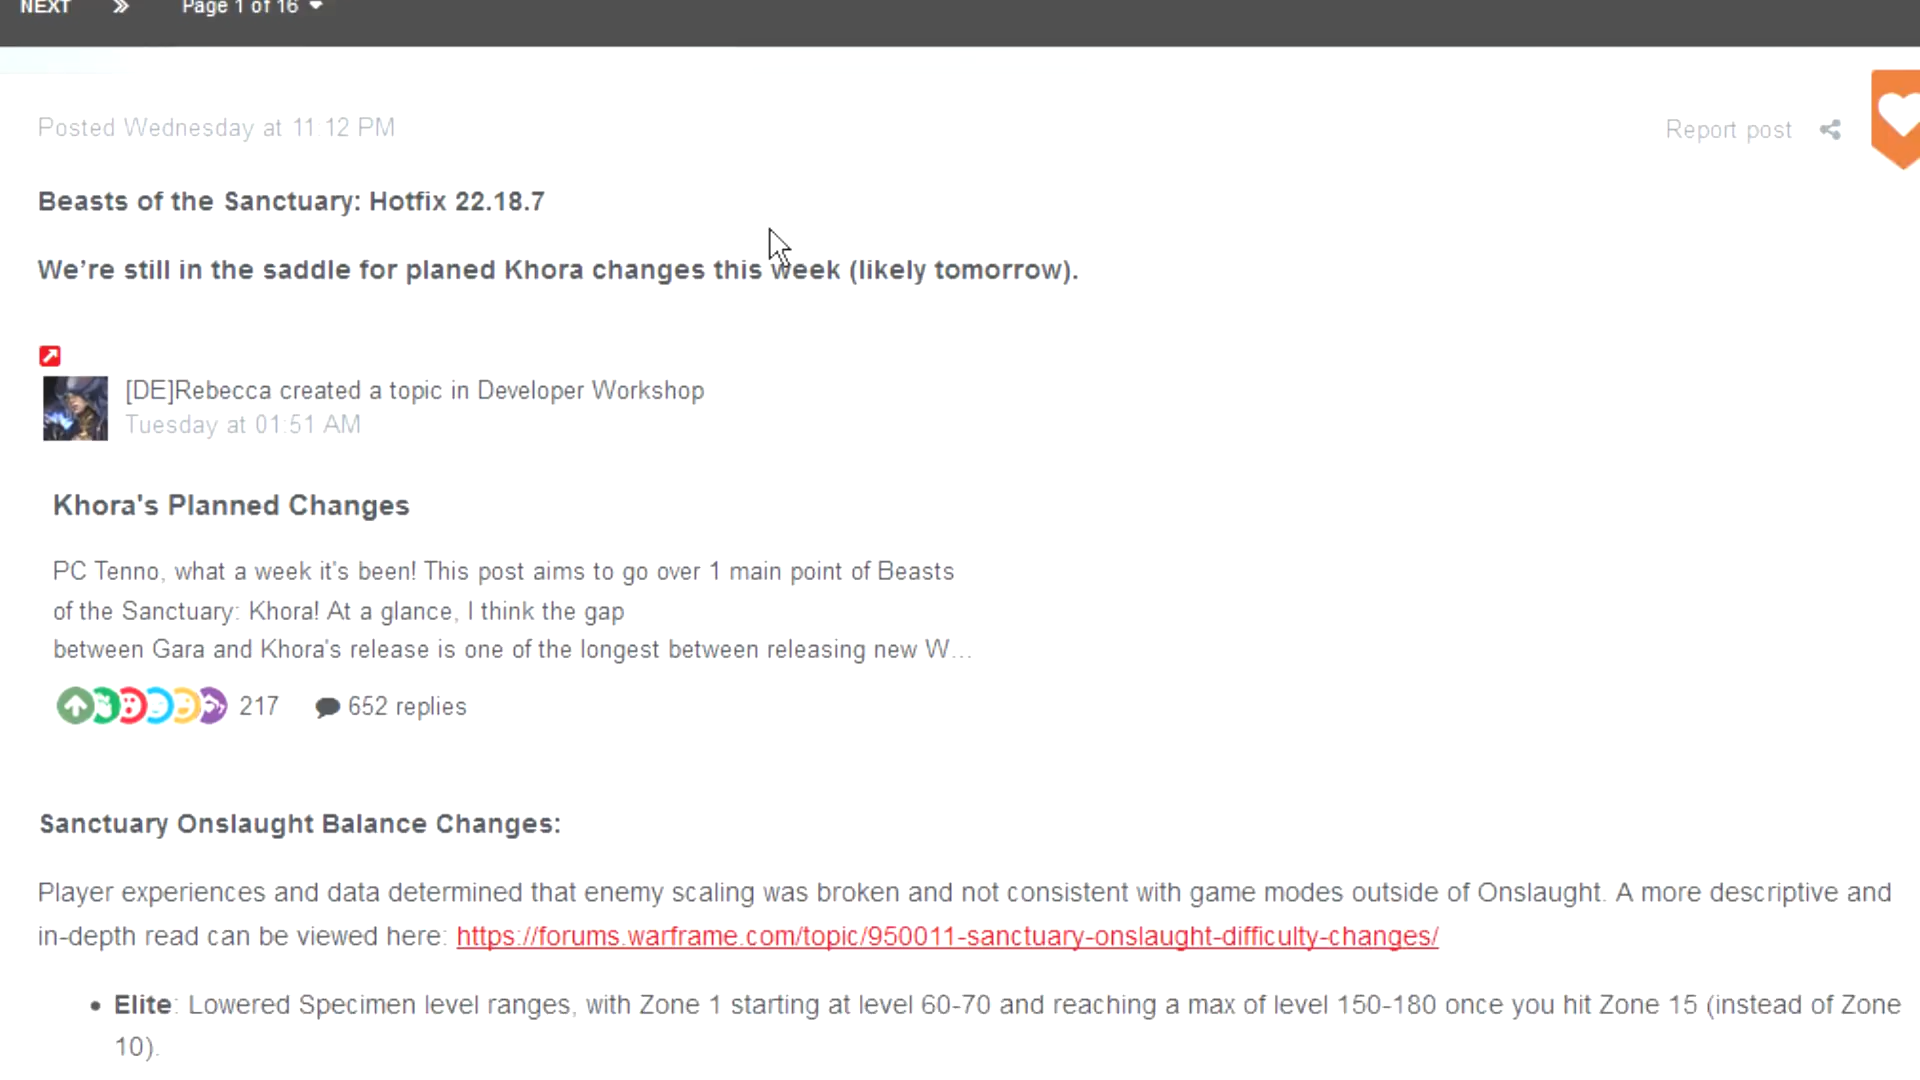 NEXT » Page 1 of 16
Posted Wednesday at 11:12 PM
Report post
Beasts of the Sanctuary: Hotfix 22.18.7
We’re still in the saddle for planed Khora changes this week (likely tomorrow).
[DE]Rebecca created a topic in Developer Workshop
Tuesday at 01:51 AM
Khora's Planned Changes
PC Tenno, what a week it's been! This post aims to go over 1 main point of Beasts
of the Sanctuary: Khora! At a glance, I think the gap
between Gara and Khora's release is one of the longest between releasing new W...
217 652 replies
Sanctuary Onslaught Balance Changes:
Player experiences and data determined that enemy scaling was broken and not consistent with game modes outside of Onslaught. A more descriptive and
in-depth read can be viewed here: https://forums.warframe.com/topic/950011-sanctuary-onslaught-difficulty-changes/
• Elite: Lowered Specimen level ranges, with Zone 1 starting at level 60-70 and reaching a max of level 150-180 once you hit Zone 15 (instead of Zone
10).